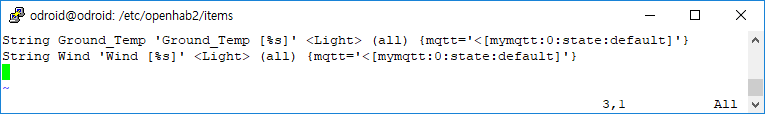 odroid@odroid: /etc/openhab2/items
String Ground_Temp 'Ground_Temp [%s]' <Light> (all) {mqtt='<[mymqtt:0:state:default]'}
String Wind 'Wind [%s]' <Light> (all) {mqtt='<[mymqtt:0:state:default]'}
~
3,1 All